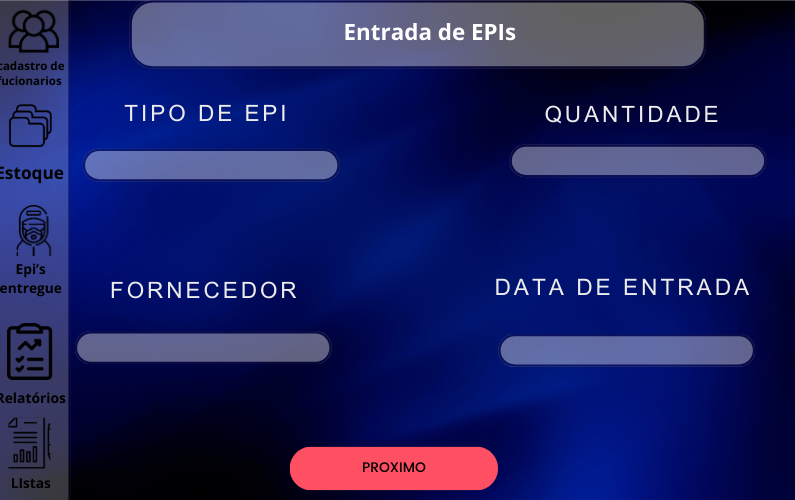 Entrada de EPIs
cadastro de
fucionarios
Estoque
Epi's
entregue
Relatórios
LIstas
TIPO DE EPI
QUANTIDADE
FORNECEDOR
DATA DE ENTRADA
PROXIMO